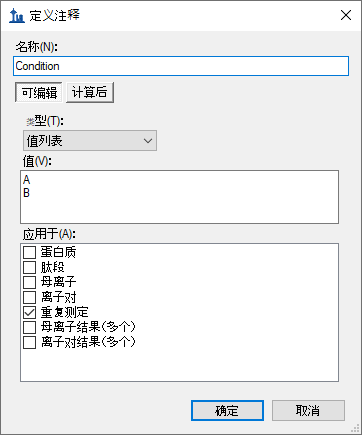 定义注释
名称(N):
Condition
可编辑 计算后
类型(T):
值列表
值(V):
A
B
应用于(A):
蛋白质
肽段
母离子
离子对
重复测定
母离子结果(多个)
离子对结果(多个)
确定 取消